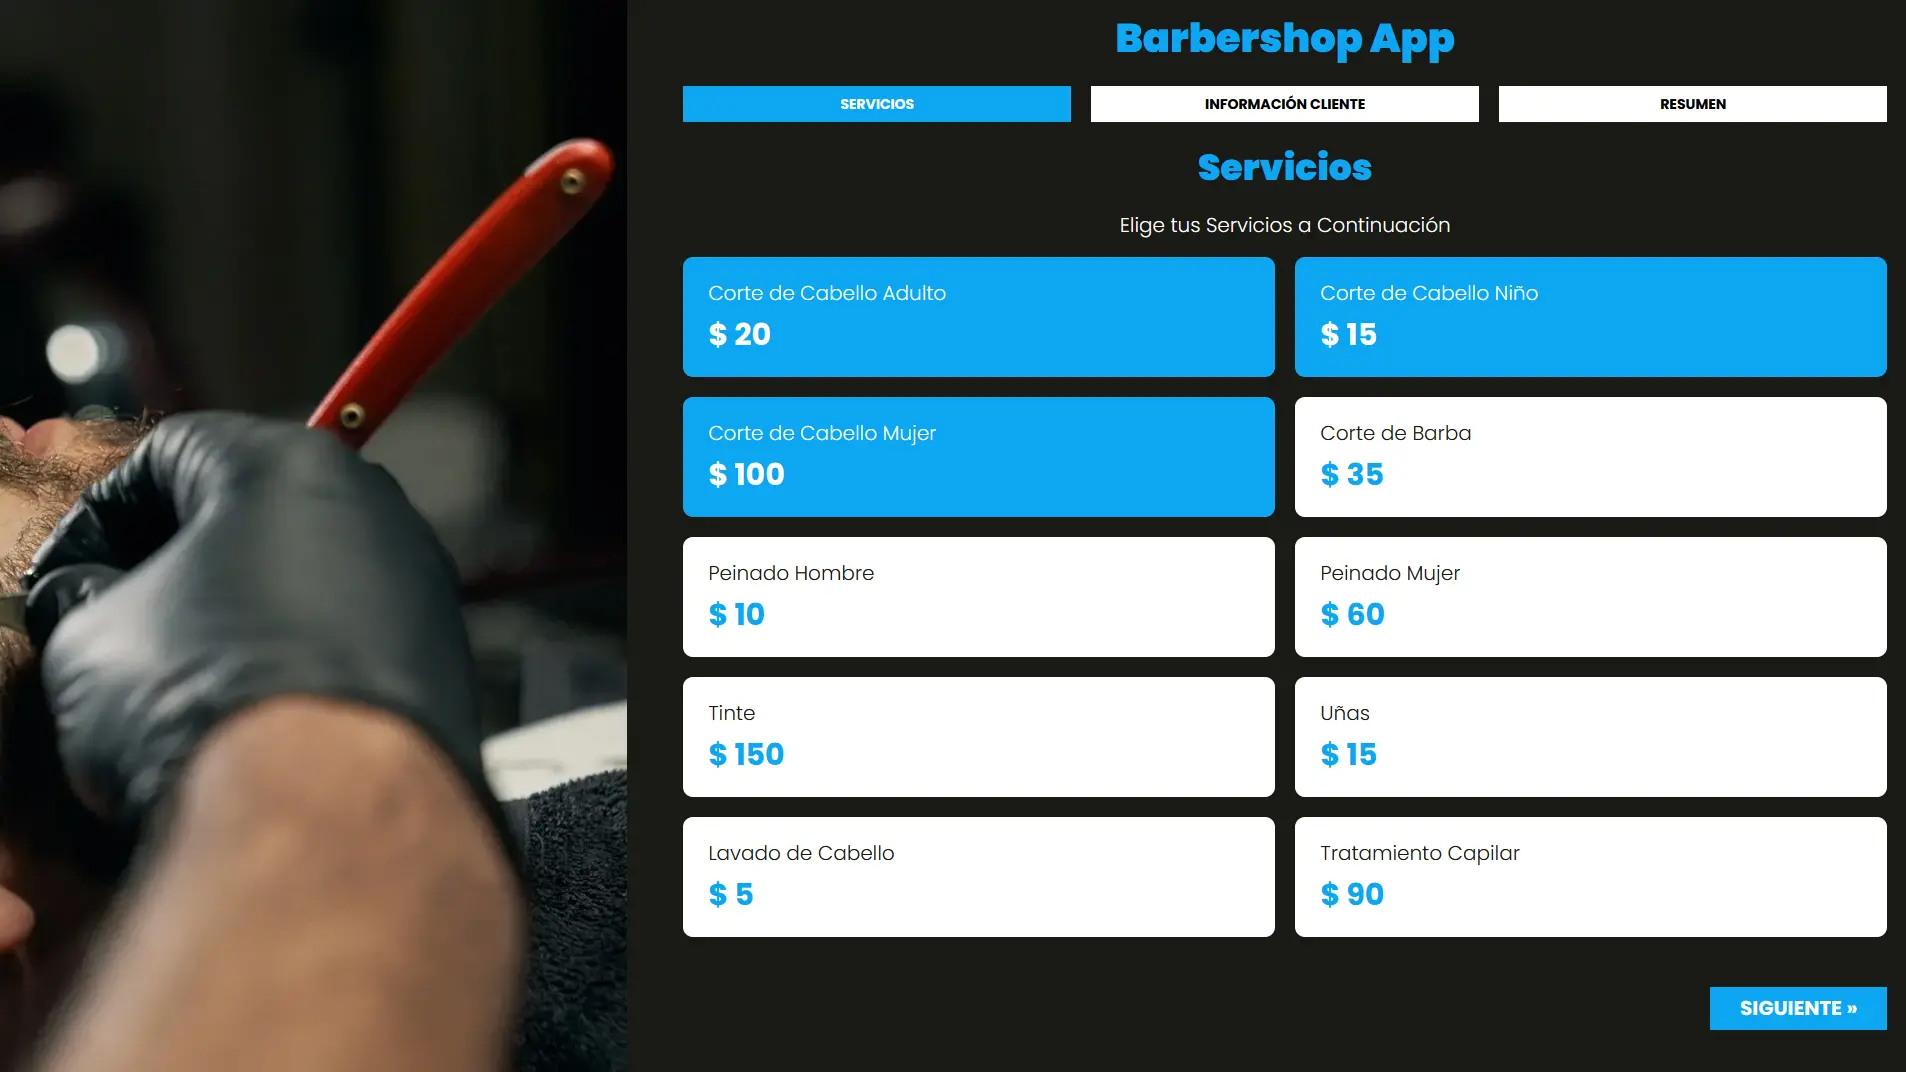 Barbershop App
SERVICIOS
INFORMACIÓN CLIENTE
RESUMEN
Servicios
Elige tus Servicios a Continuación
Corte de Cabello Adulto
$ 20
Corte de Cabello Niño
$ 15
Corte de Cabello Mujer
$ 100
Corte de Barba
$ 35
Peinado Hombre
$ 10
Peinado Mujer
$ 60
Tinte
$ 150
Uñas
$ 15
Lavado de Cabello
$ 5
Tratamiento Capilar
$ 90
SIGUIENTE »